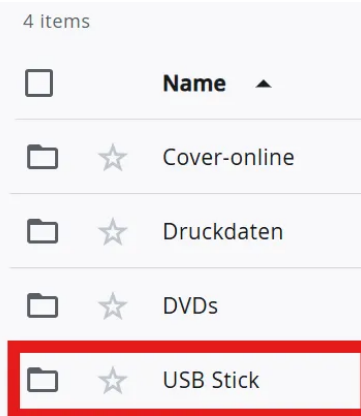 4 items
Name
Cover-online
Druckdaten
DVDs
USB Stick